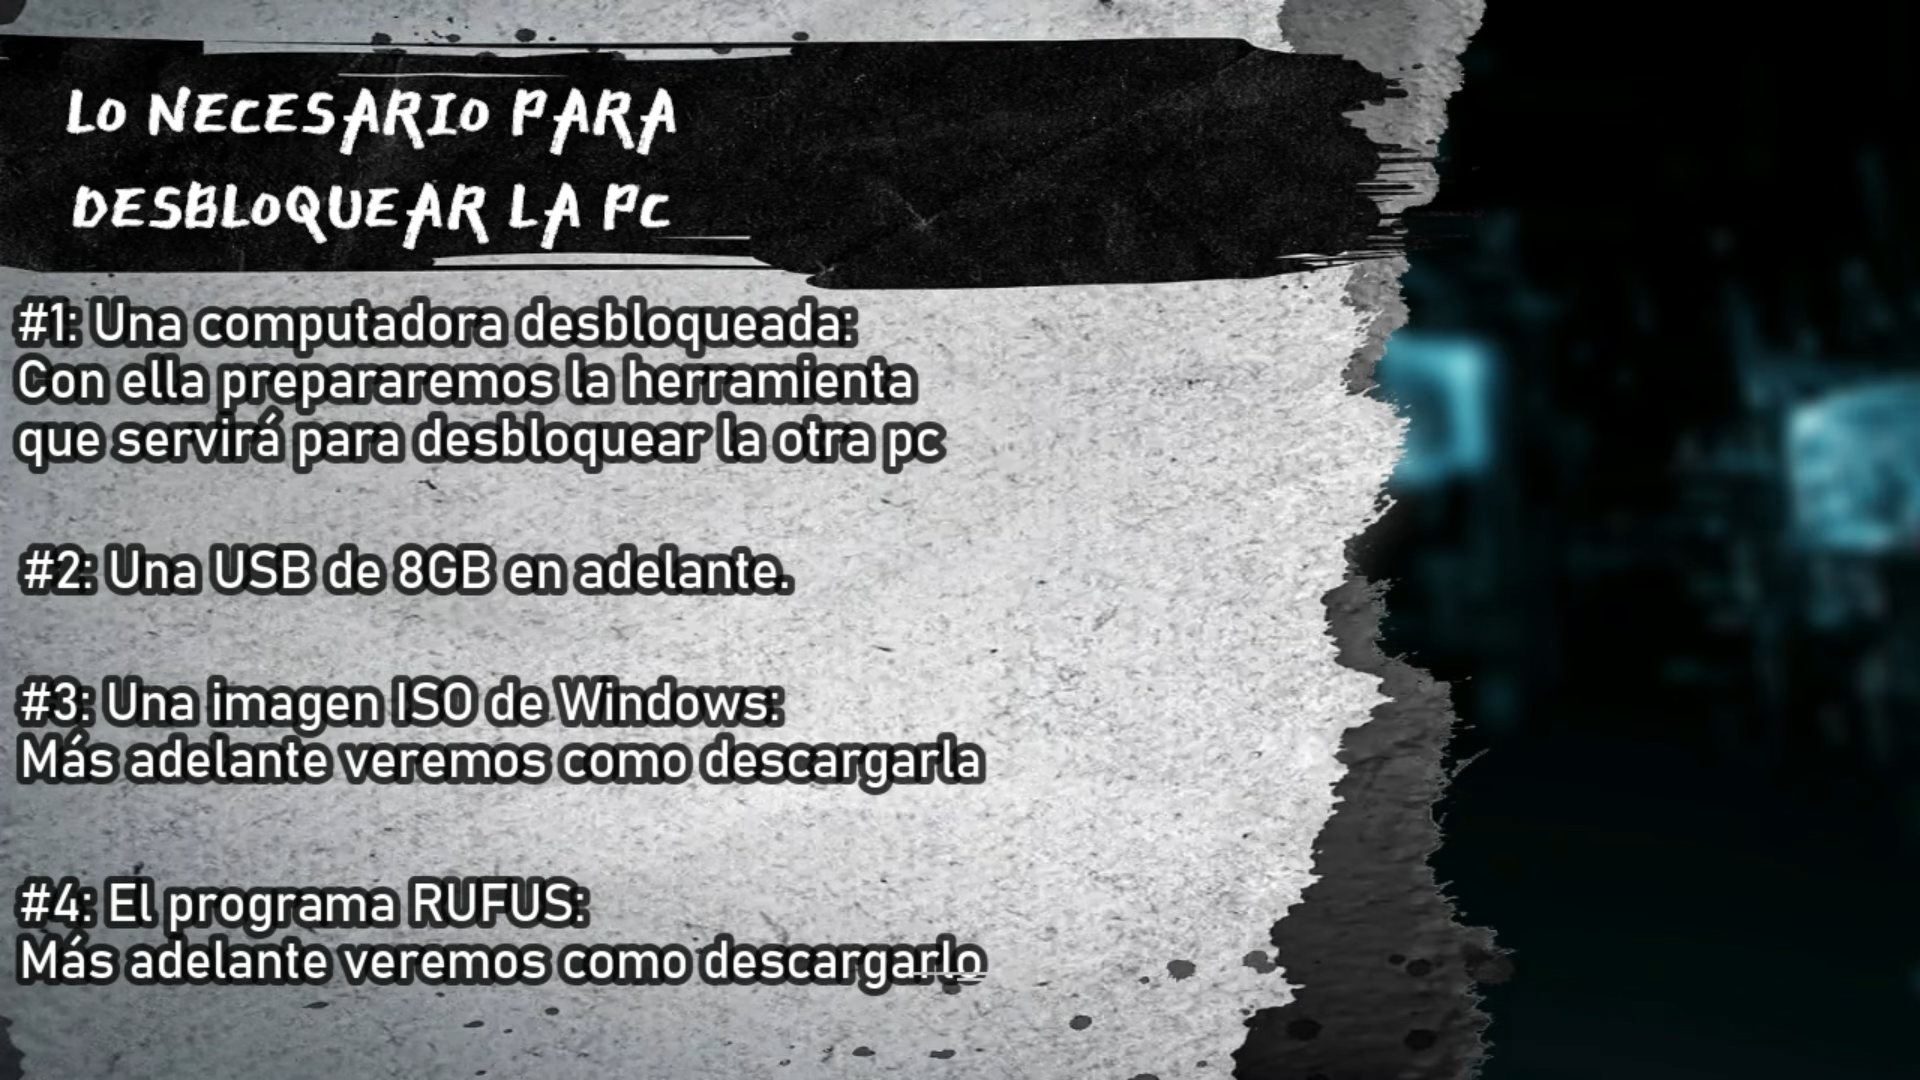 LO NECESARIO PARA
DESBLOQUEAR LA PC
#1: Una computadora desbloqueada:
Con ella prepararemos la herramienta
que servirá para desbloquear la otra pc
#2: Una USB de 8GB en adelante.
#3: Una imagen ISO de Windows:
Más adelante veremos como descargarla
#4: El programa RUFUS:
Más adelante veremos como descargarlo